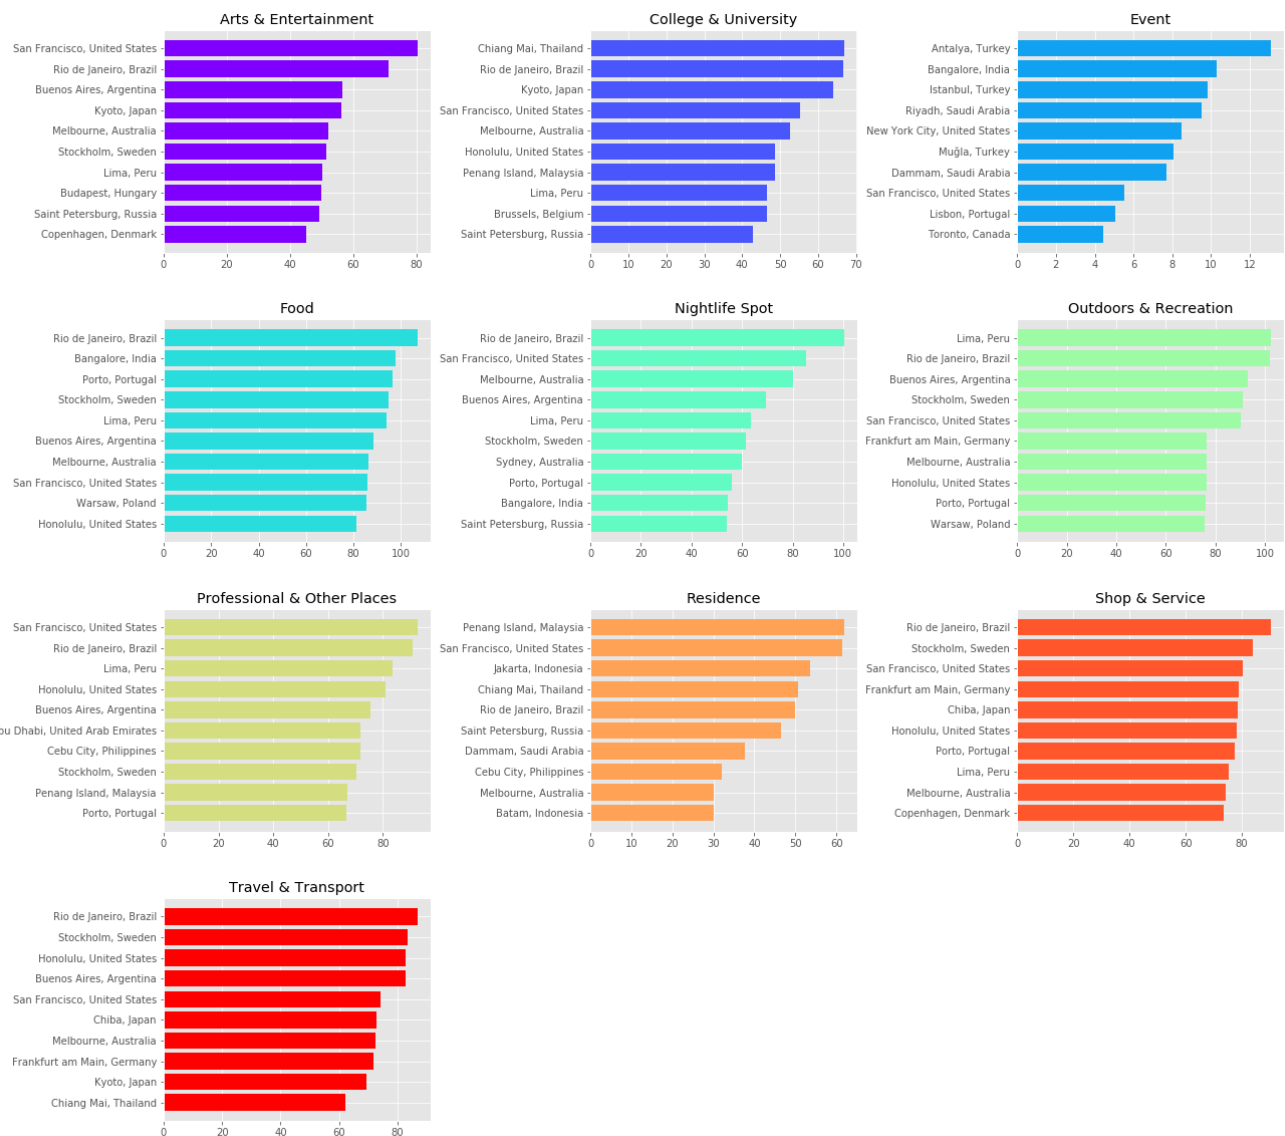 Arts & Entertainment
San Francisco, United States
Rio de Janeiro, Brazil
Buenos Aires, Argentina
Kyoto, Japan
Melbourne, Australia
Stockholm, Sweden
Lima, Peru
Budapest, Hungary
Saint Petersburg, Russia
Copenhagen, Denmark
0 20 40 60 80
College & University
Chiang Mai, Thailand
Rio de Janeiro, Brazil
Kyoto, Japan
San Francisco, United States
Melbourne, Australia
Honolulu, United States
Penang Island, Malaysia
Lima, Peru
Brussels, Belgium
Saint Petersburg, Russia
0 10 20 30 40 50 60 70
Event
Antalya, Turkey
Bangalore, India
Istanbul, Turkey
Riyadh, Saudi Arabia
New York City, United States
Muğla, Turkey
Dammam, Saudi Arabia
San Francisco, United States
Lisbon, Portugal
Toronto, Canada
0 2 4 6 8 10 12
Food
Rio de Janeiro, Brazil
Bangalore, India
Porto, Portugal
Stockholm, Sweden
Lima, Peru
Buenos Aires, Argentina
Melbourne, Australia
San Francisco, United States
Warsaw, Poland
Honolulu, United States
0 20 40 60 80 100
Nightlife Spot
Rio de Janeiro, Brazil
San Francisco, United States
Melbourne, Australia
Buenos Aires, Argentina
Lima, Peru
Stockholm, Sweden
Sydney, Australia
Porto, Portugal
Bangalore, India
Saint Petersburg, Russia
0 20 40 60 80 100
Outdoors & Recreation
Lima, Peru
Rio de Janeiro, Brazil
Buenos Aires, Argentina
Stockholm, Sweden
San Francisco, United States
Frankfurt am Main, Germany
Melbourne, Australia
Honolulu, United States
Porto, Portugal
Warsaw, Poland
0 20 40 60 80 100
Professional & Other Places
San Francisco, United States
Rio de Janeiro, Brazil
Lima, Peru
Honolulu, United States
Buenos Aires, Argentina
bu Dhabi, United Arab Emirates
Cebu City, Philippines
Stockholm, Sweden
Penang Island, Malaysia
Porto, Portugal
0 20 40 60 80
Residence
Penang Island, Malaysia
San Francisco, United States
Jakarta, Indonesia
Chiang Mai, Thailand
Rio de Janeiro, Brazil
Saint Petersburg, Russia
Dammam, Saudi Arabia
Cebu City, Philippines
Melbourne, Australia
Batam, Indonesia
0 10 20 30 40 50 60
Shop & Service
Rio de Janeiro, Brazil
Stockholm, Sweden
San Francisco, United States
Frankfurt am Main, Germany
Chiba, Japan
Honolulu, United States
Porto, Portugal
Lima, Peru
Melbourne, Australia
Copenhagen, Denmark
0 20 40 60 80
Travel & Transport
Rio de Janeiro, Brazil
Stockholm, Sweden
Honolulu, United States
Buenos Aires, Argentina
San Francisco, United States
Chiba, Japan
Melbourne, Australia
Frankfurt am Main, Germany
Kyoto, Japan
Chiang Mai, Thailand
0 20 40 60 80